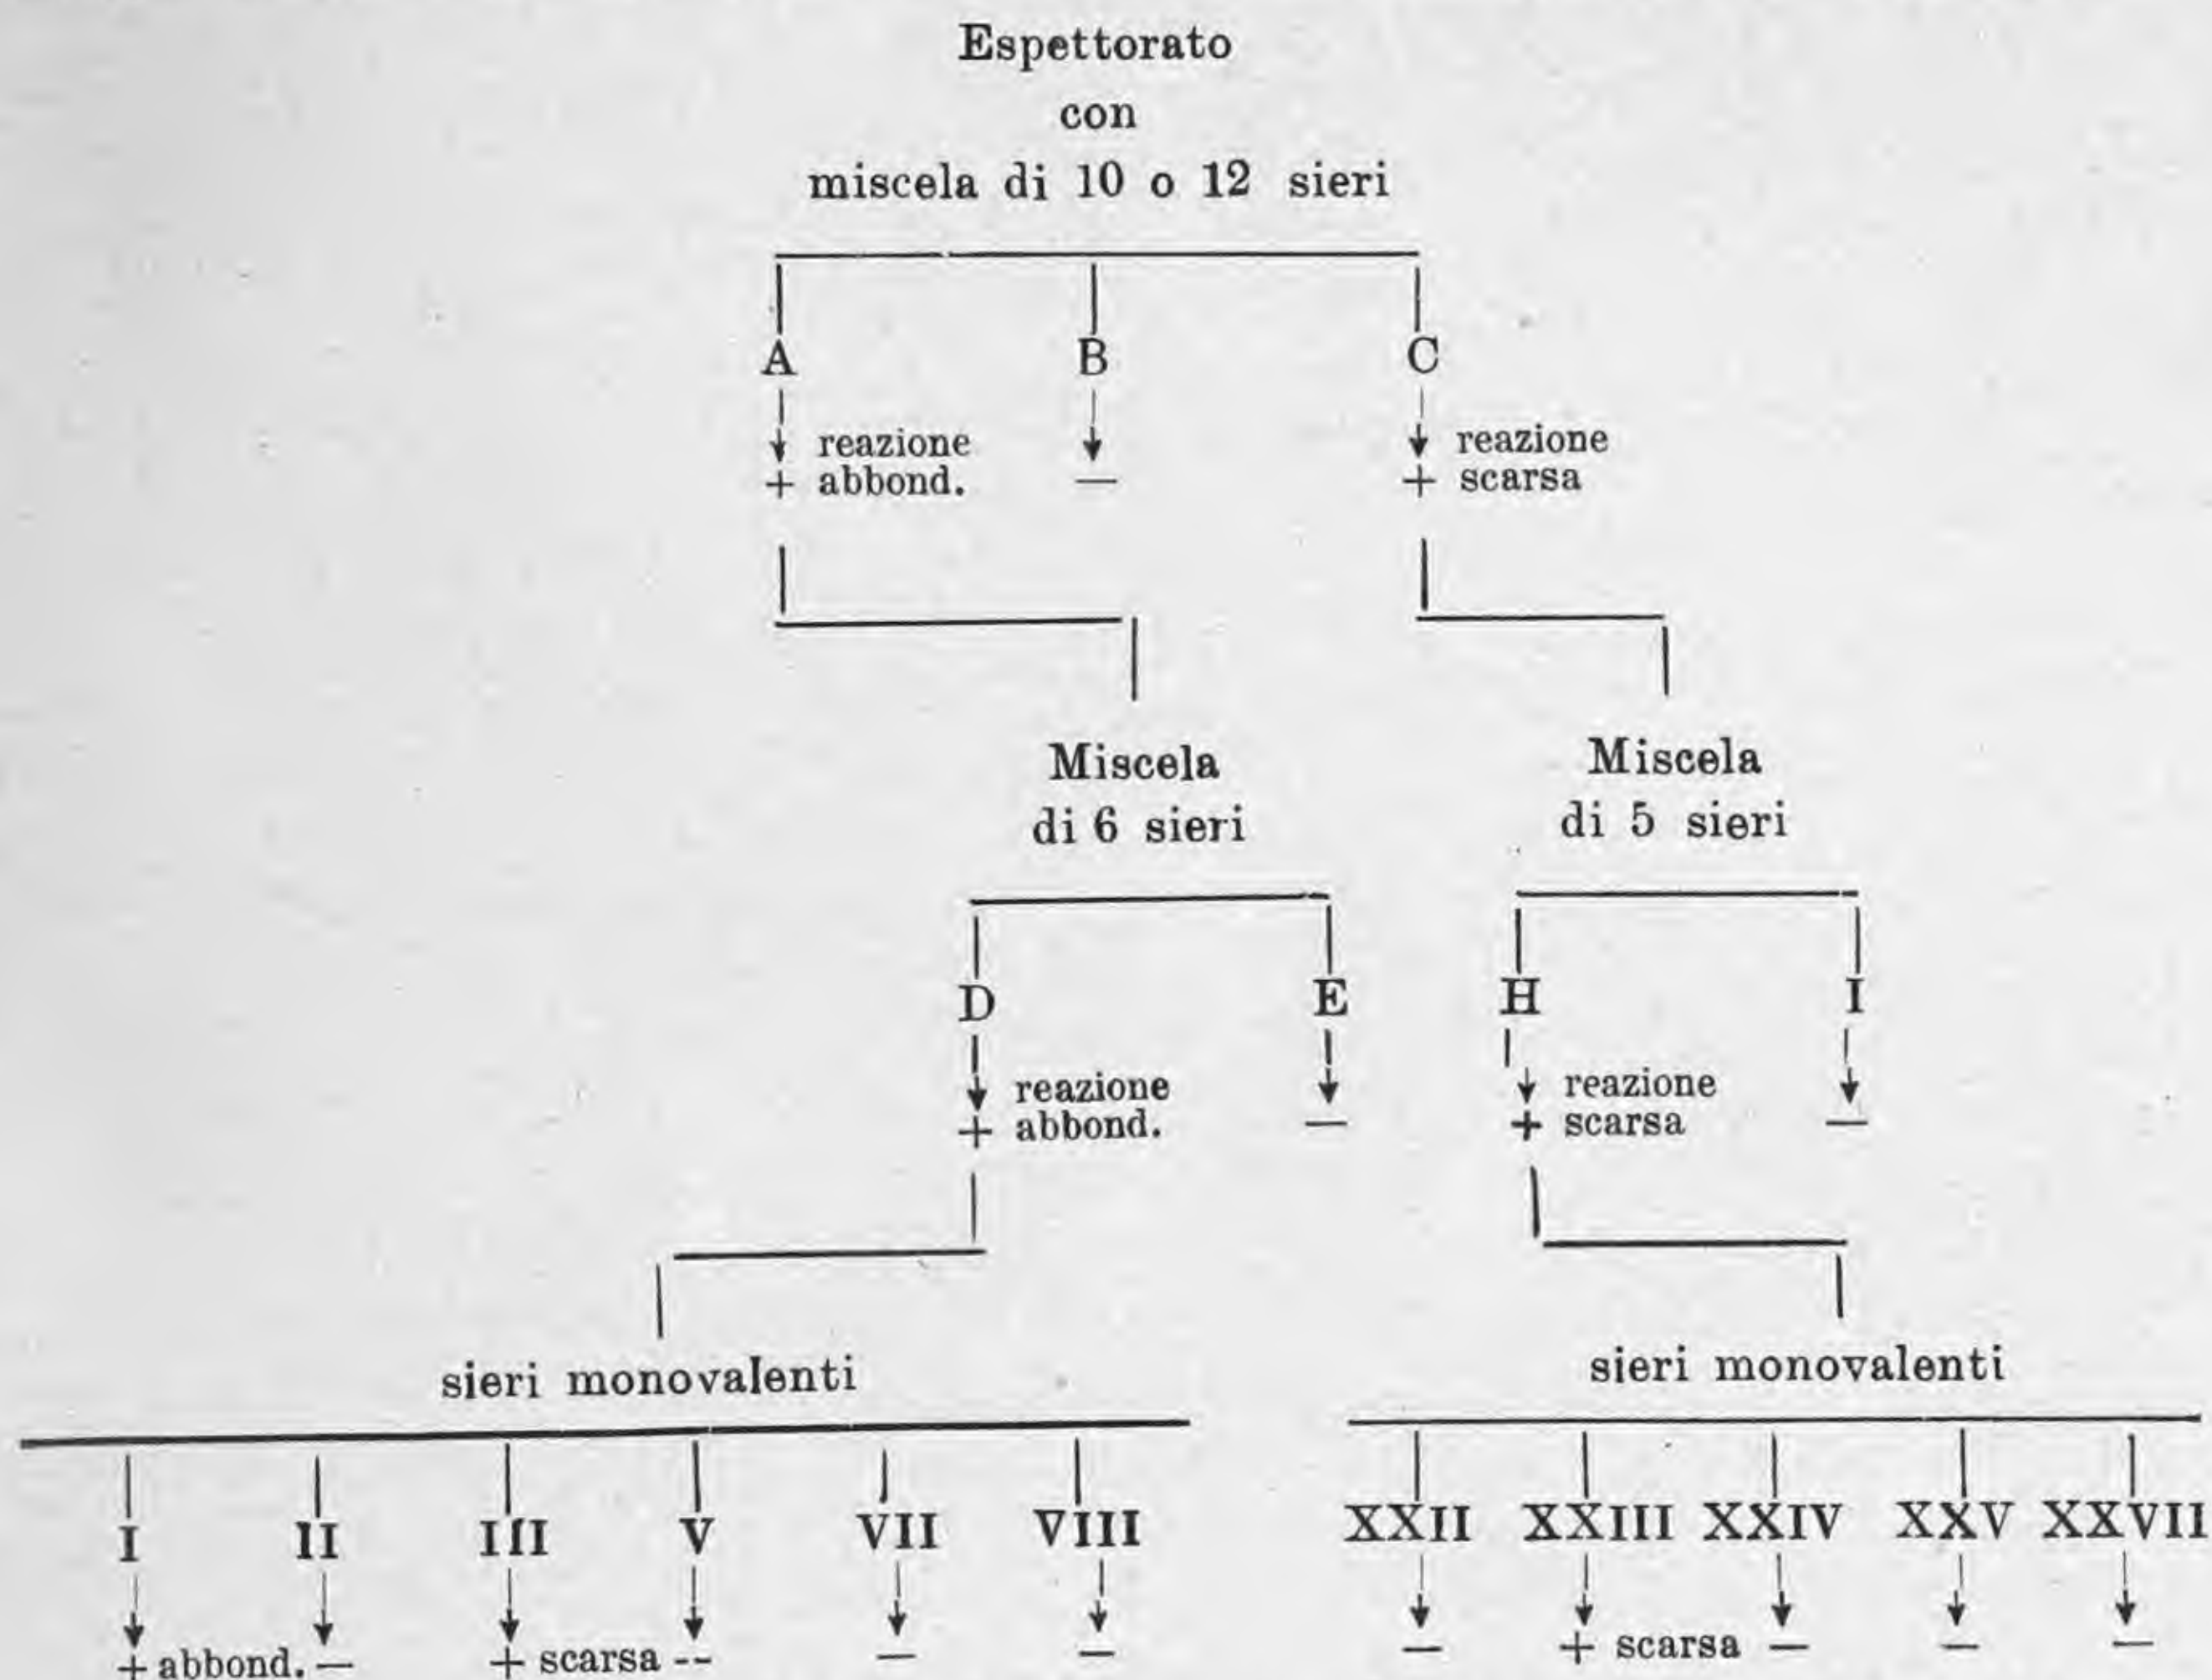 Espettorato
con
miscela di 10 o 12 sieri
A B C
reazione reazione
+ abbond. — + scarsa
Miscela Miscela
di 6 sieri di 5 sieri
D E H I
reazione reazione
+ abbond. — + scarsa —
sieri monovalenti sieri monovalenti
I II III V VII VIII XXII XXIII XXIV XXV XXVII
+ abbond. — + scarsa -- — — — + scarsa — — —